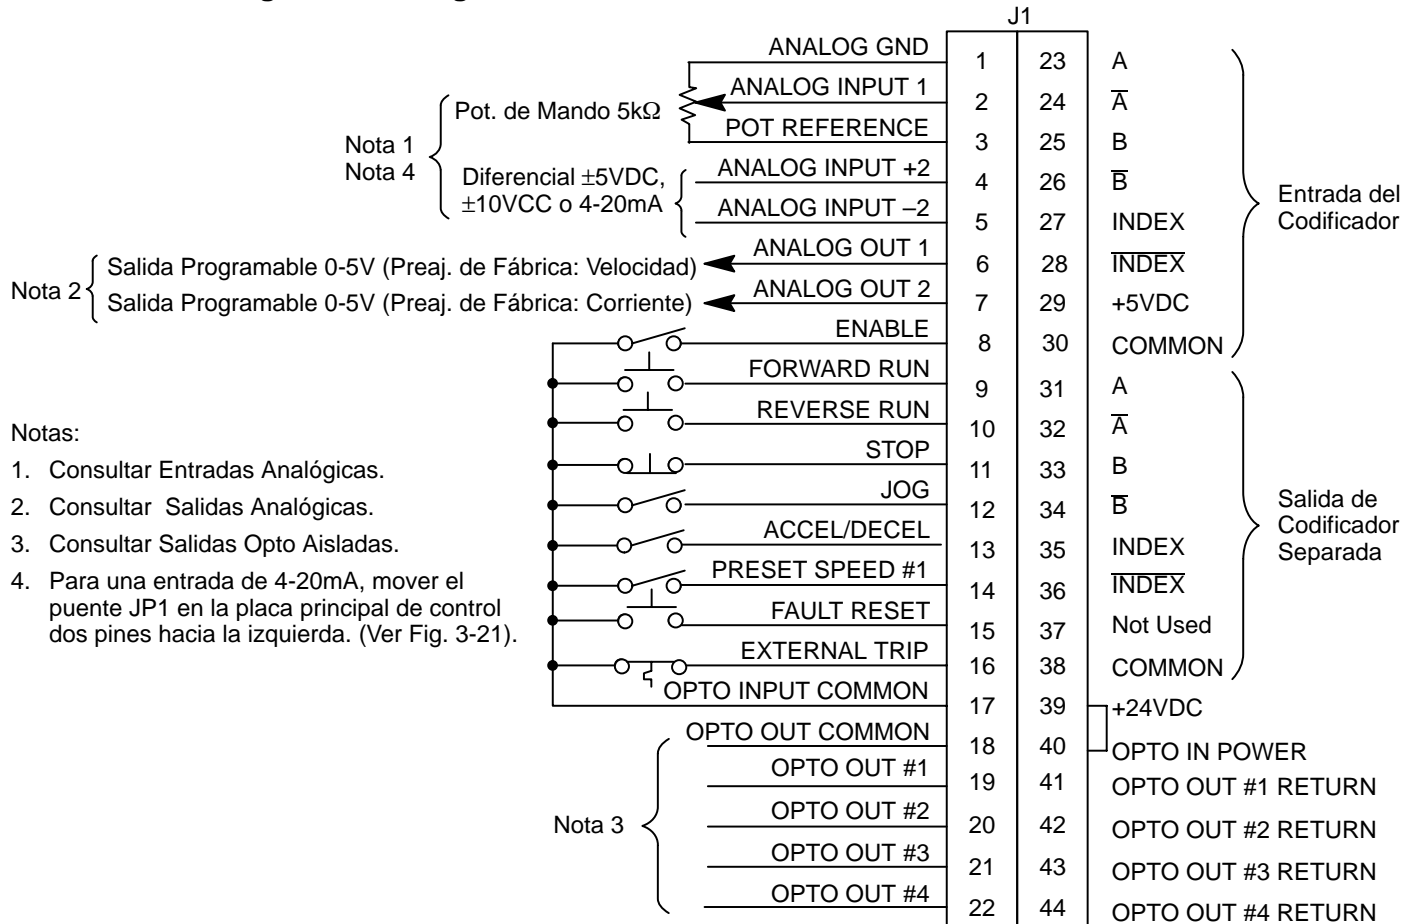 J1
ANALOG GND 1 23 A
ANALOG INPUT 1 2 24 A̅
Pot. de Mando 5kΩ
POT REFERENCE 3 25 B
Nota 1
Nota 4
ANALOG INPUT +2 4 26 B̅
Diferencial ±5VDC,
±10VCC o 4-20mA
ANALOG INPUT –2 5 27 INDEX
Entrada del
Codificador
ANALOG OUT 1 6 28 I̅N̅D̅E̅X̅
Salida Programable 0-5V (Preaj. de Fábrica: Velocidad)
Nota 2
ANALOG OUT 2 7 29 +5VDC
Salida Programable 0-5V (Preaj. de Fábrica: Corriente)
ENABLE 8 30 COMMON
FORWARD RUN 9 31 A
REVERSE RUN 10 32 A̅
STOP 11 33 B
JOG 12 34 B̅
ACCEL/DECEL 13 35 INDEX
Salida de
Codificador
Separada
PRESET SPEED #1 14 36 I̅N̅D̅E̅X̅
FAULT RESET 15 37 Not Used
EXTERNAL TRIP 16 38 COMMON
OPTO INPUT COMMON 17 39 +24VDC
OPTO OUT COMMON 18 40 OPTO IN POWER
OPTO OUT #1 19 41 OPTO OUT #1 RETURN
OPTO OUT #2 20 42 OPTO OUT #2 RETURN
Nota 3
OPTO OUT #3 21 43 OPTO OUT #3 RETURN
OPTO OUT #4 22 44 OPTO OUT #4 RETURN
Notas:
1. Consultar Entradas Analógicas.
2. Consultar Salidas Analógicas.
3. Consultar Salidas Opto Aisladas.
4. Para una entrada de 4-20mA, mover el
puente JP1 en la placa principal de control
dos pines hacia la izquierda. (Ver Fig. 3-21).